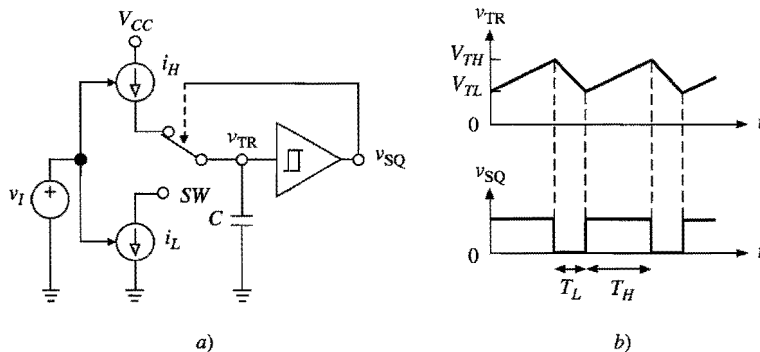 V_CC
i_H
v_TR
v_SQ
v_I
SW
C
i_L
a)
v_TR
V_TH
V_TL
0
t
v_SQ
0
t
T_L
T_H
b)